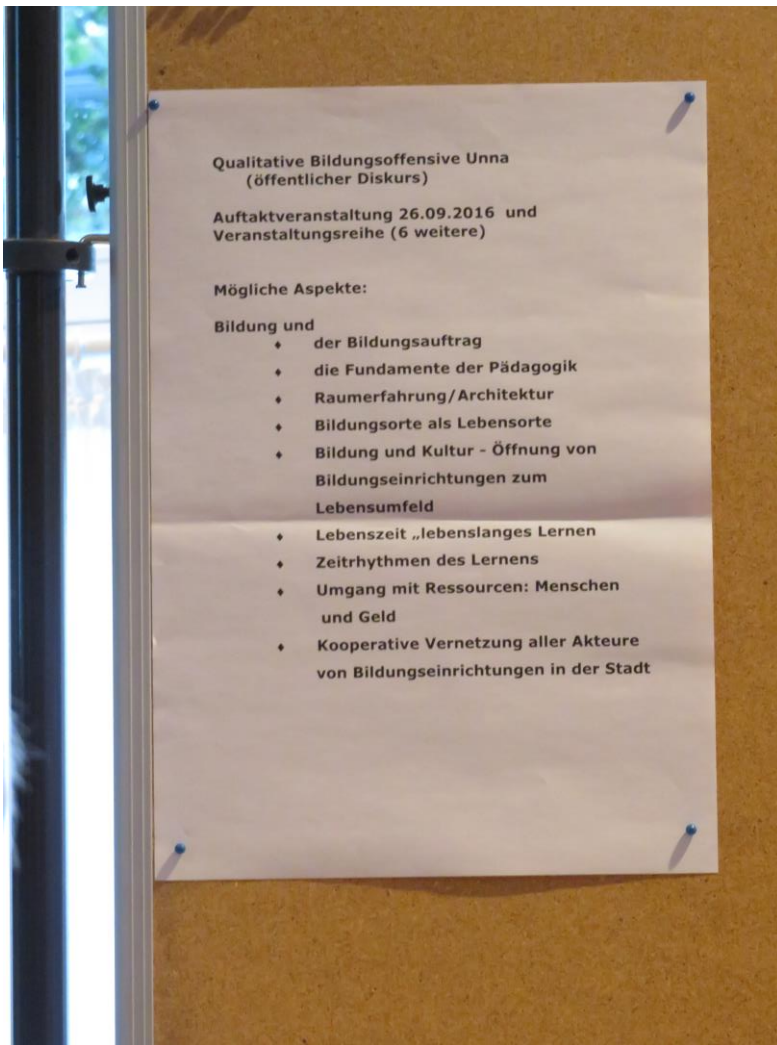 Qualitative Bildungsoffensive Unna
(öffentlicher Diskurs)
Auftaktveranstaltung 26.09.2016 und
Veranstaltungsreihe (6 weitere)
Mögliche Aspekte:
Bildung und
♦ der Bildungsauftrag
♦ die Fundamente der Pädagogik
♦ Raumerfahrung/Architektur
♦ Bildungsorte als Lebensorte
♦ Bildung und Kultur - Öffnung von
Bildungseinrichtungen zum
Lebensumfeld
♦ Lebenszeit „lebenslanges Lernen
♦ Zeitrhythmen des Lernens
♦ Umgang mit Ressourcen: Menschen
und Geld
♦ Kooperative Vernetzung aller Akteure
von Bildungseinrichtungen in der Stadt